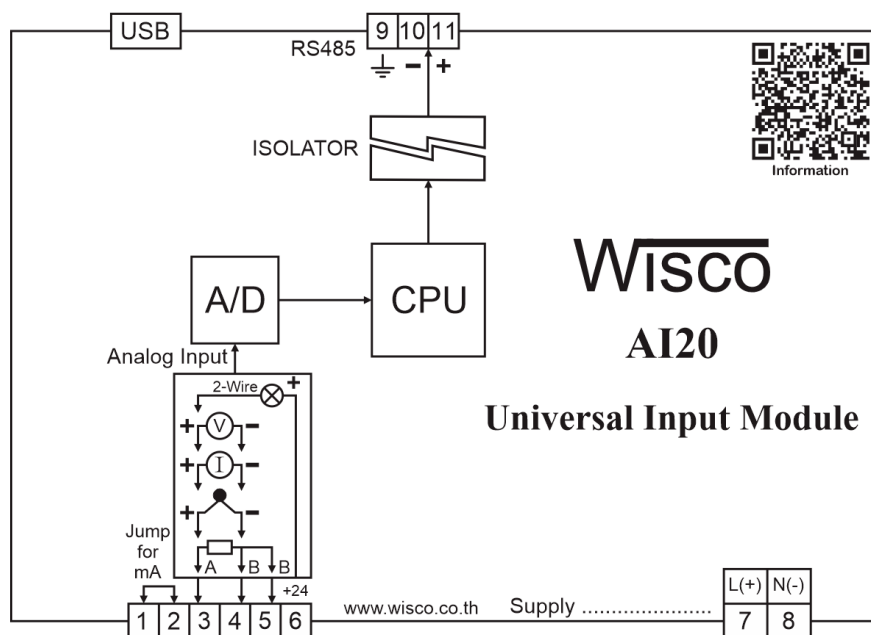 USB
RS485
9 10 11
− +
ISOLATOR
Information
WISCO
AI20
Universal Input Module
A/D
CPU
Analog Input
2-Wire +
+ V −
+ I −
+ −
Jump
for
mA
A B B
+24
1 2 3 4 5 6
www.wisco.co.th
Supply ........................
L(+) N(-)
7 8